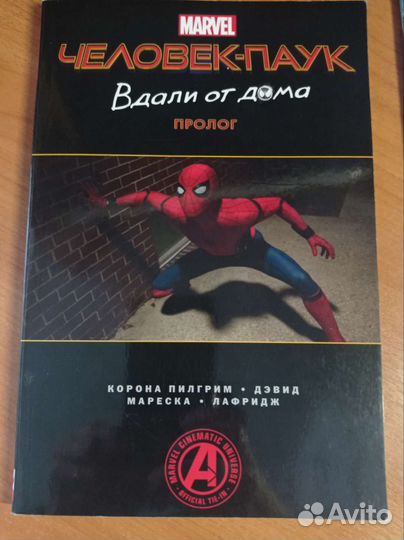 MARVEL
ЧЕЛОВЕК-ПАУК
Вдали от дома
ПРОЛОГ
КОРОНА ПИЛГРИМ • ДЭВИД
МАРЕСКА • ЛАФРИДЖ
MARVEL CINEMATIC UNIVERSE
• OFFICIAL TIE-IN •
Avito